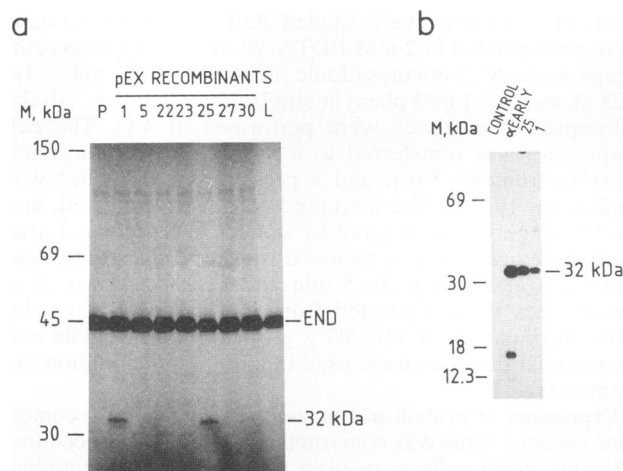 a
pEX RECOMBINANTS
M, kDa P 1 5 22 23 25 27 30
150
69
45
END
32 kDa
30
b
M, kDa
CONTROL
αEARLY
25
1
69
30
32 kDa
18
12.3